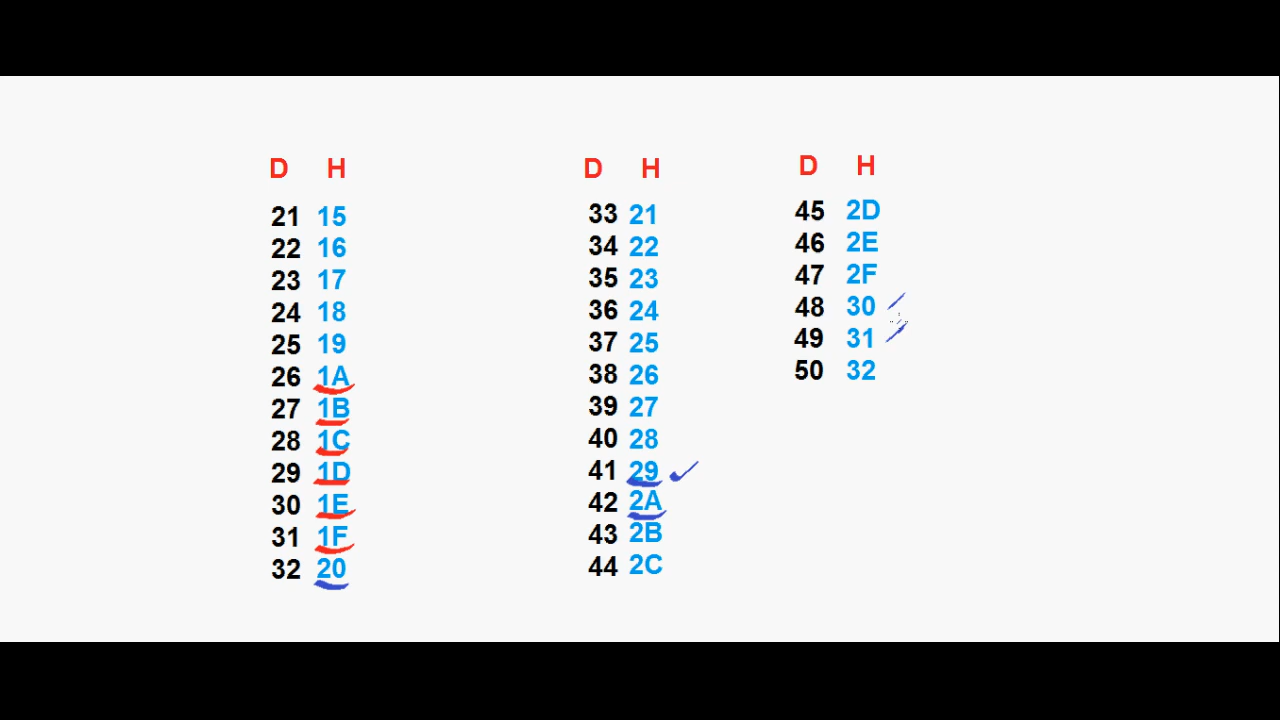 D H
21 15
22 16
23 17
24 18
25 19
26 1A
27 1B
28 1C
29 1D
30 1E
31 1F
32 20
D H
33 21
34 22
35 23
36 24
37 25
38 26
39 27
40 28
41 29
42 2A
43 2B
44 2C
D H
45 2D
46 2E
47 2F
48 30
49 31
50 32